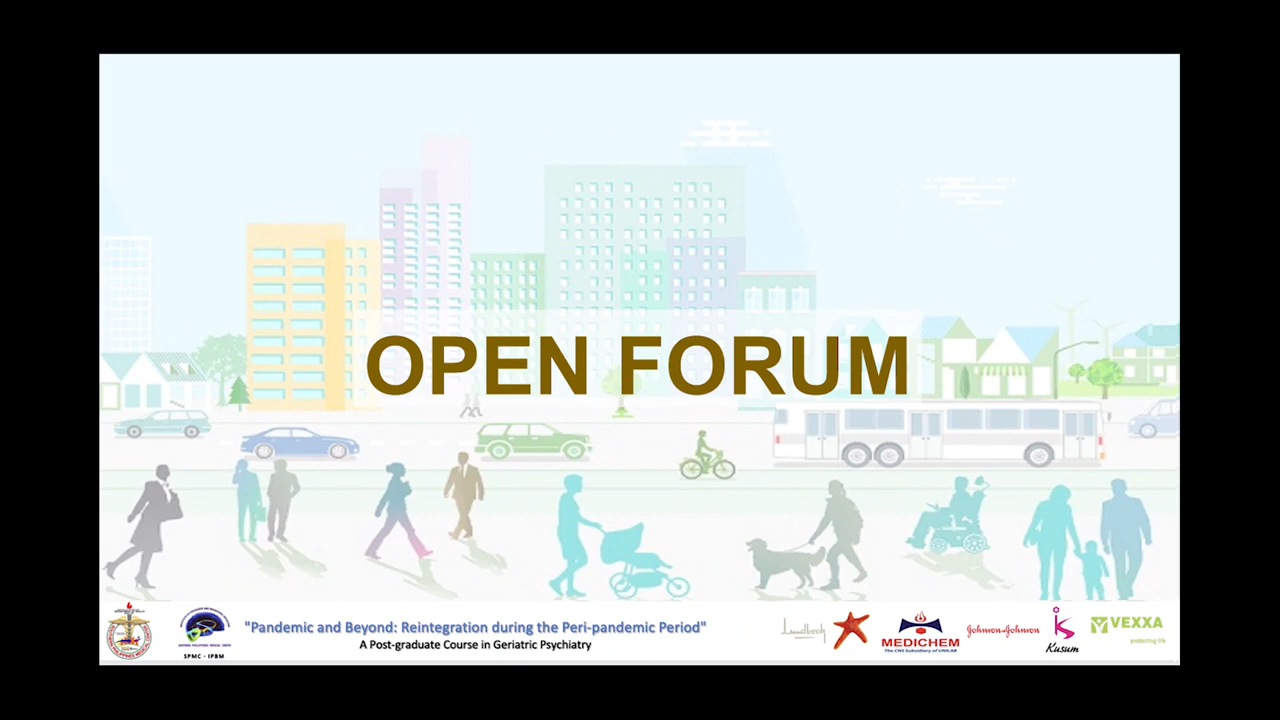 OPEN FORUM
"Pandemic and Beyond: Reintegration during the Peri-pandemic Period"
A Post-graduate Course in Geriatric Psychiatry
SPMC - IPBM
Lundbeck
MEDICHEM
The CNS Subsidiary of UNILAB
Johnson & Johnson
Kusum
VEXXA
protecting life